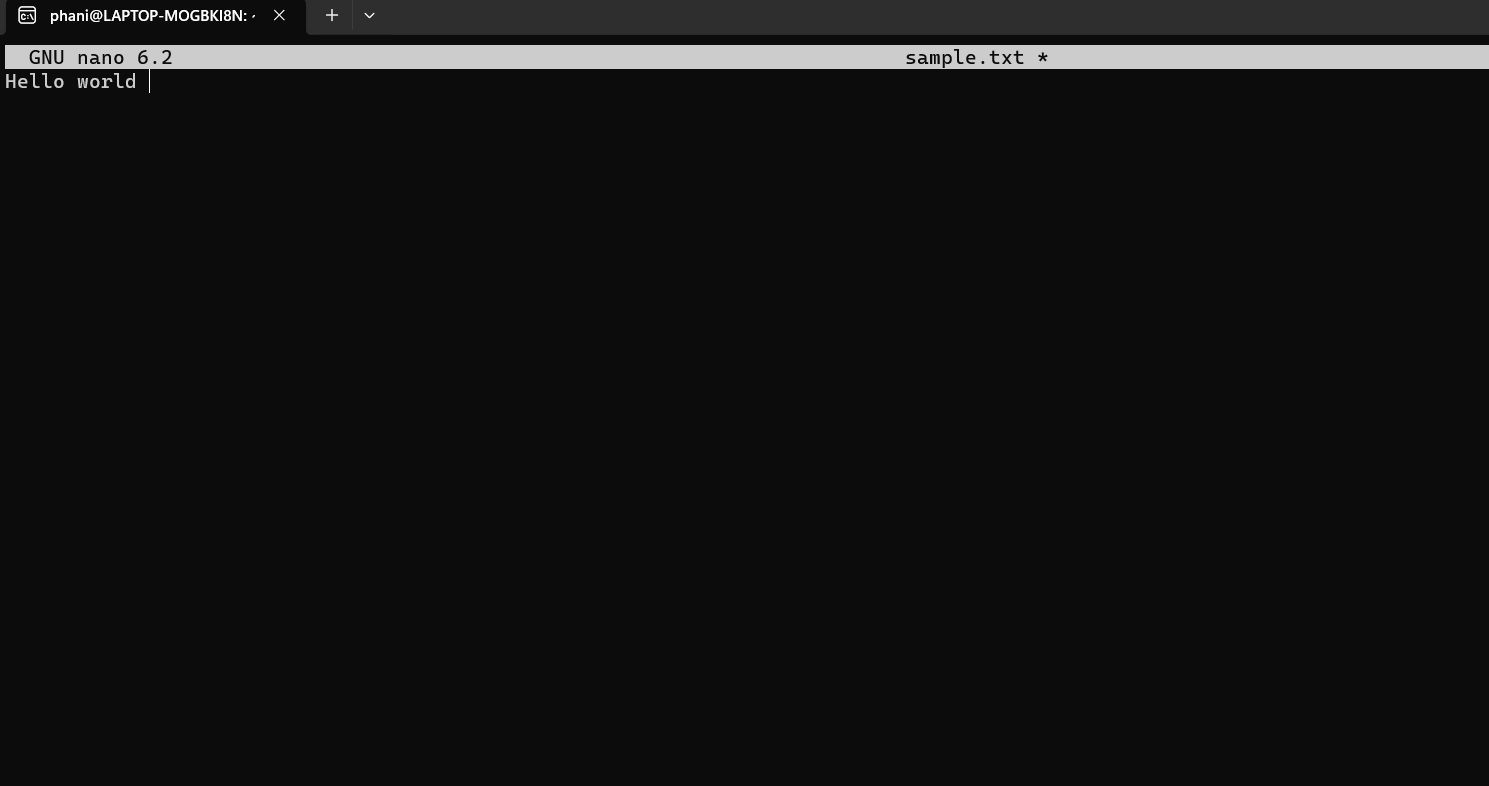 phani@LAPTOP-MOGBKI8N:
GNU nano 6.2 sample.txt *
Hello world